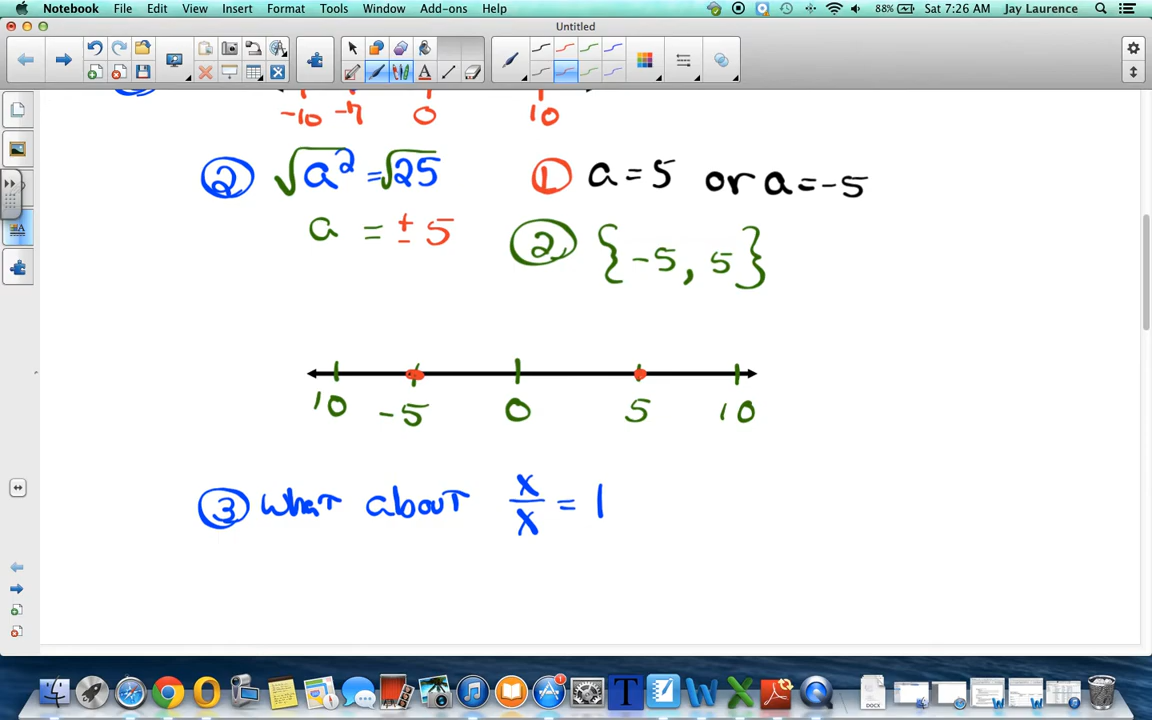 Notebook File Edit View Insert Format Tools Window Add-ons Help 88% Sat 7:26 AM Jay Laurence
Untitled
-10 -7 0 10
② √a² = √25 ① a = 5 or a = -5
a = ± 5 ②. {-5, 5}
10 -5 0 5 10
③ What about x/x = 1
A
T W X
1
DOCX